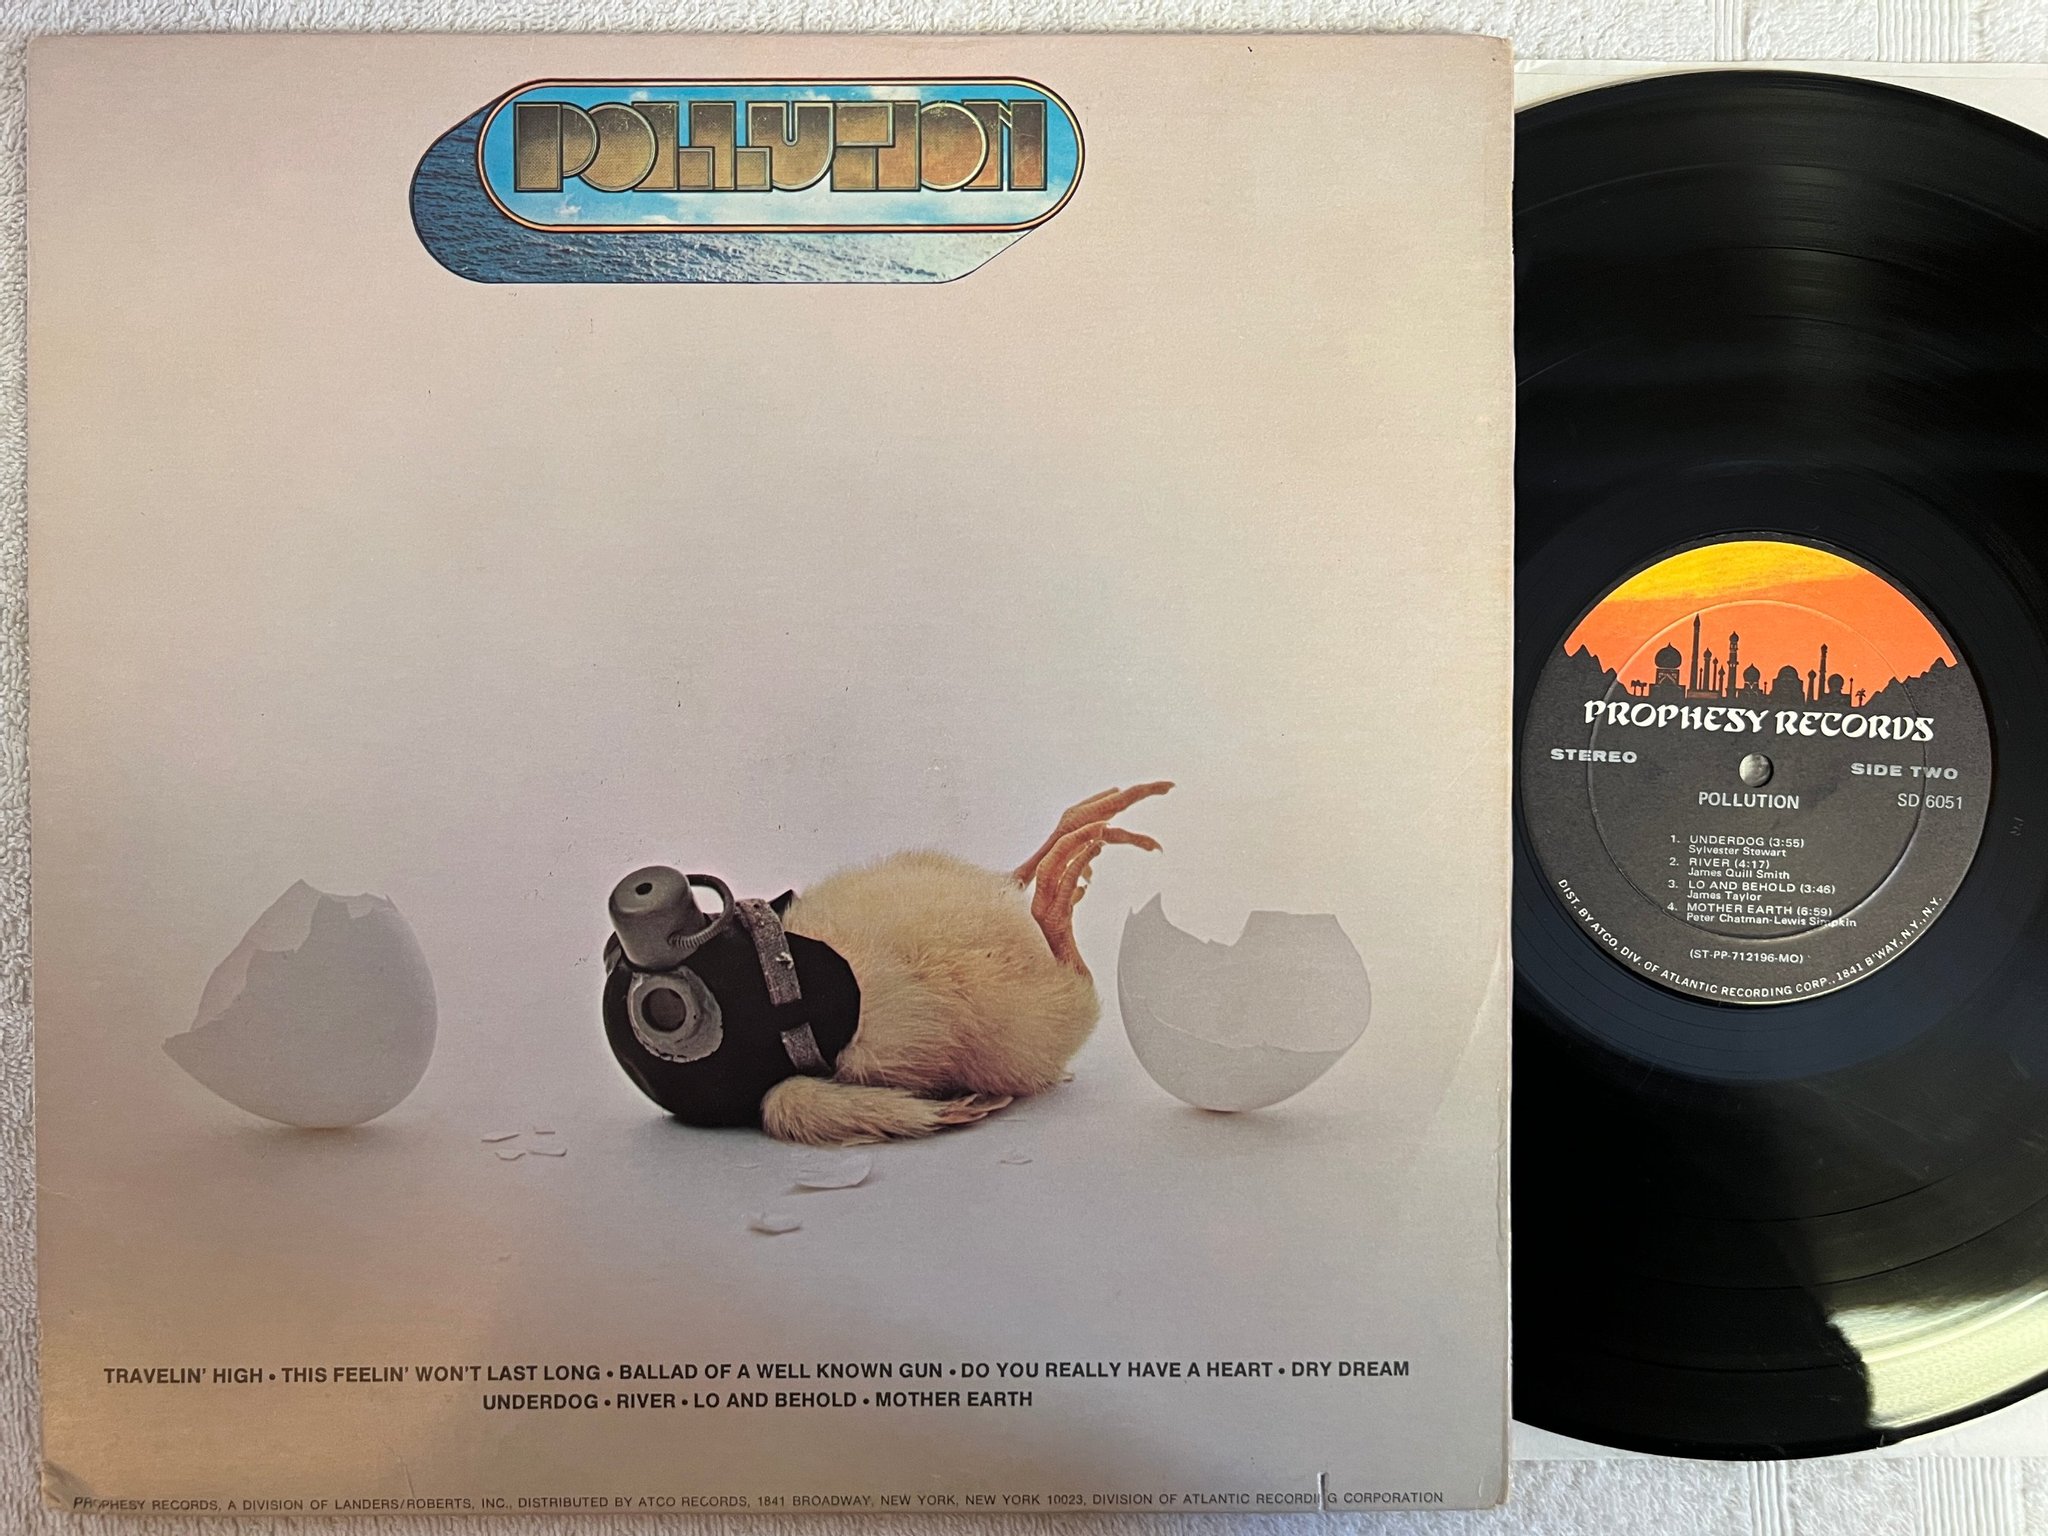 POLLUTION
TRAVELIN' HIGH • THIS FEELIN' WON'T LAST LONG • BALLAD OF A WELL KNOWN GUN • DO YOU REALLY HAVE A HEART • DRY DREAM
UNDERDOG • RIVER • LO AND BEHOLD • MOTHER EARTH
PROPHESY RECORDS, A DIVISION OF LANDERS/ROBERTS, INC., DISTRIBUTED BY ATCO RECORDS, 1841 BROADWAY, NEW YORK, NEW YORK 10023, DIVISION OF ATLANTIC RECORDING CORPORATION
PROPHESY RECORDS
STEREO
SIDE TWO
POLLUTION
SD 6051
1. UNDERDOG (3:55)
Sylvester Stewart
2. RIVER (4:17)
James Quill Smith
3. LO AND BEHOLD (3:46)
James Taylor
4. MOTHER EARTH (6:59)
Peter Chatman-Lewis Simpkin
(ST-PP-712196-MO)
DIST. BY ATCO, DIV. OF ATLANTIC RECORDING CORP., 1841 B'WAY, N.Y., N.Y.